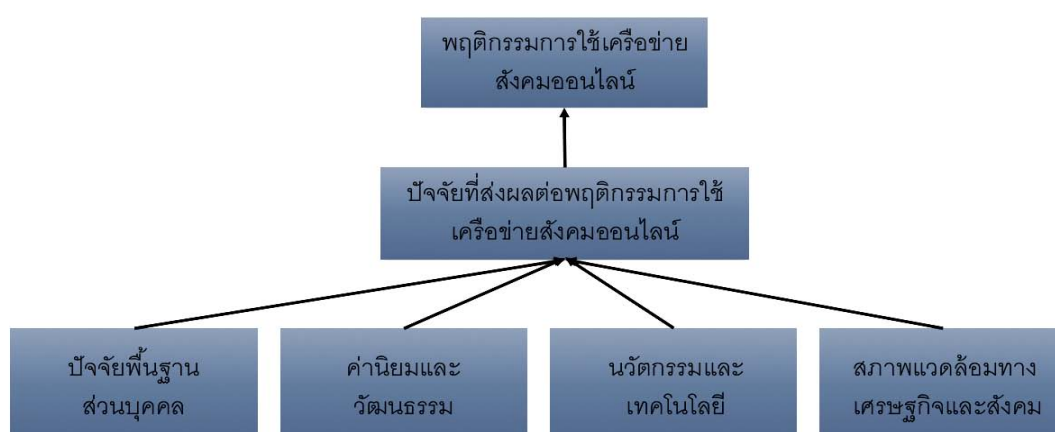 พฤติกรรมการใช้เครือข่าย
สังคมออนไลน์
ปัจจัยที่ส่งผลต่อพฤติกรรมการใช้
เครือข่ายสังคมออนไลน์
ปัจจัยพื้นฐาน
ส่วนบุคคล
ค่านิยมและ
วัฒนธรรม
นวัตกรรมและ
เทคโนโลยี
สภาพแวดล้อมทาง
เศรษฐกิจและสังคม